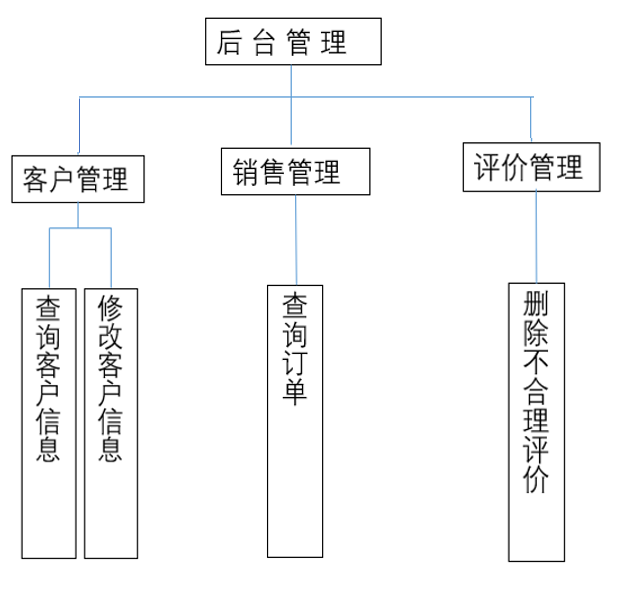 后台管理
客户管理
销售管理
评价管理
查询客户信息
修改客户信息
查询订单
删除不合理评价